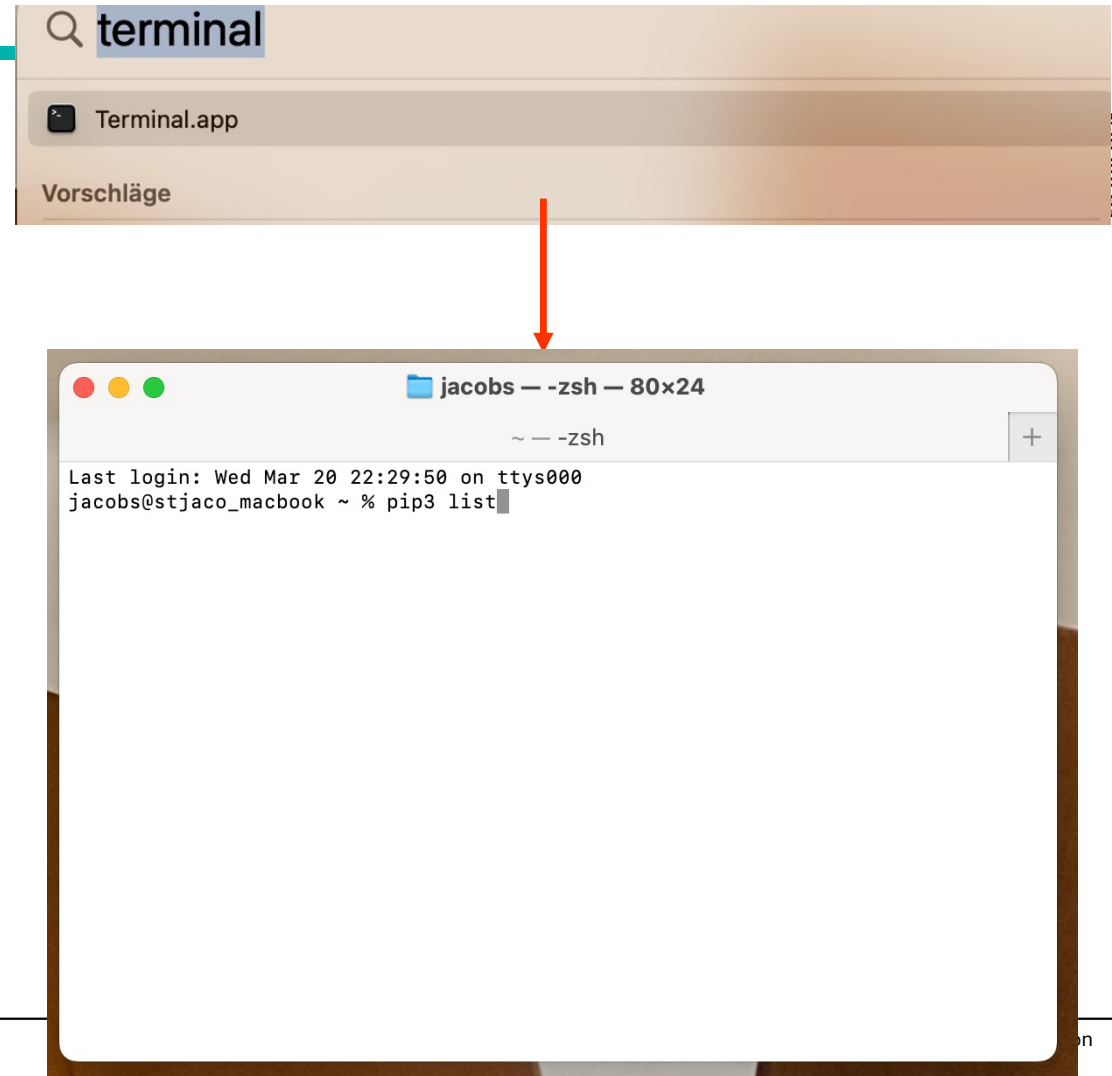 terminal
Terminal.app
Vorschläge
jacobs — -zsh — 80×24
~ — -zsh
Last login: Wed Mar 20 22:29:50 on ttys000
jacobs@stjaco_macbook ~ % pip3 list